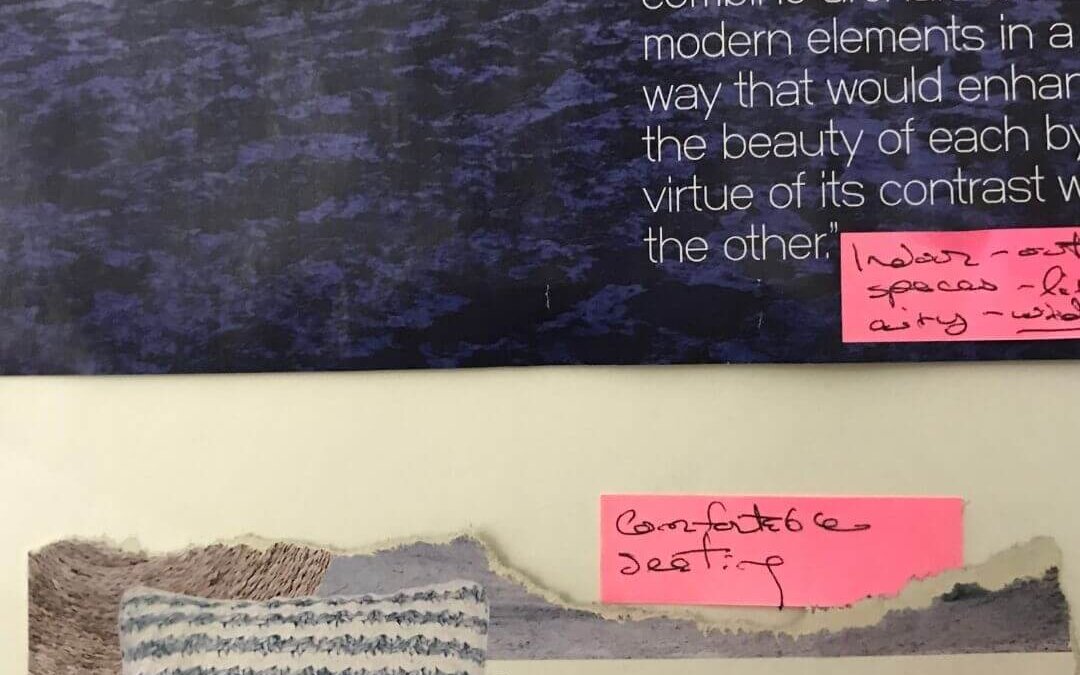 modern elements in a
way that would enhan
the beauty of each by
virtue of its contrast w
the other."
Indoor - out
spaces -
airy -
Comfortable
seating